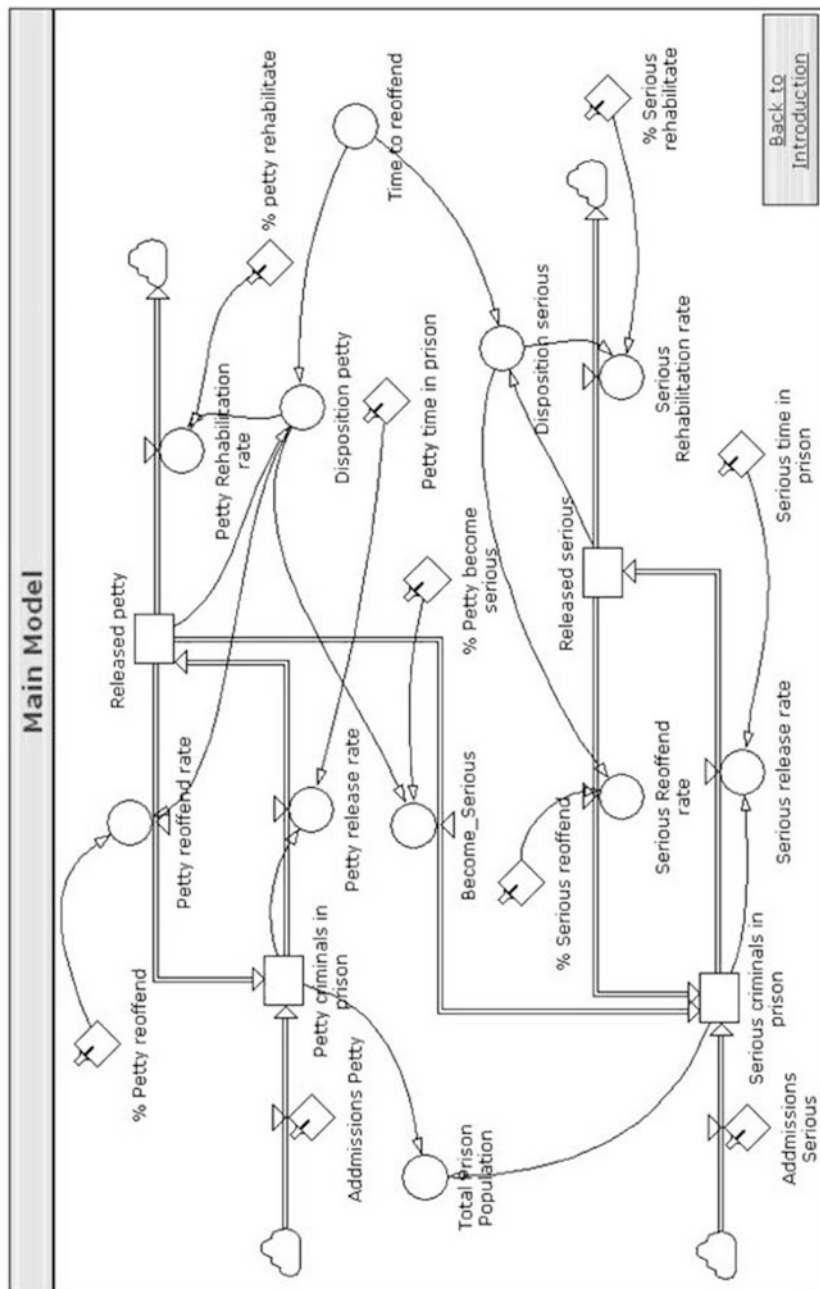 Main Model
% Petty reoffend
Petty reoffend rate
Released petty
Petty Rehabilitation
rate
% petty rehabilitate
Addmissions Petty
Petty criminals in
prison
Petty release rate
Disposition petty
Time to reoffend
Petty time in prison
Total Prison
Population
Become_Serious
% Petty become
serious
% Serious reoffend
Released serious
Disposition serious
Serious Reoffend
rate
Serious
Rehabilitation rate
% Serious
rehabilitate
Addmissions
Serious
Serious criminals in
prison
Serious release rate
Serious time in
prison
Back to
Introduction